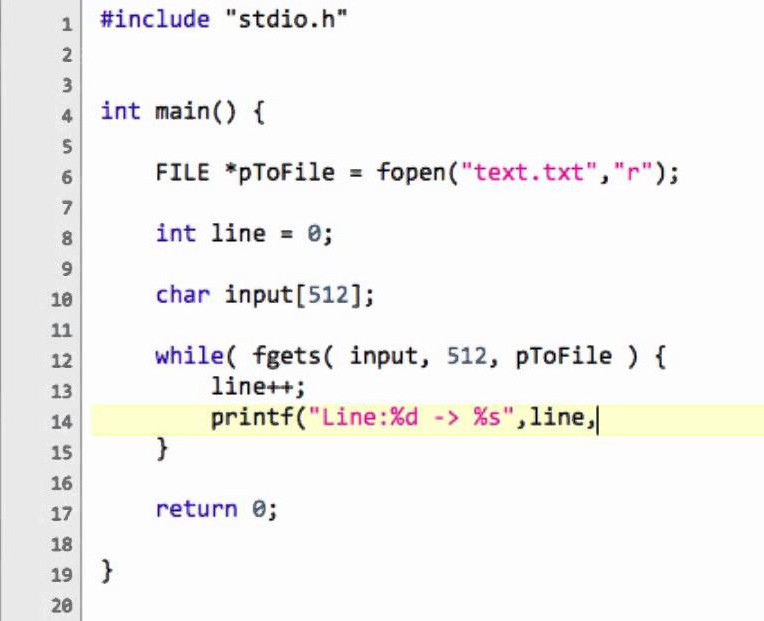 1 #include "stdio.h"
2
3
4 int main() {
5
6     FILE *pToFile = fopen("text.txt","r");
7
8     int line = 0;
9
10     char input[512];
11
12     while( fgets( input, 512, pToFile ) {
13         line++;
14         printf("Line:%d -> %s",line,
15     }
16
17     return 0;
18
19 }
20